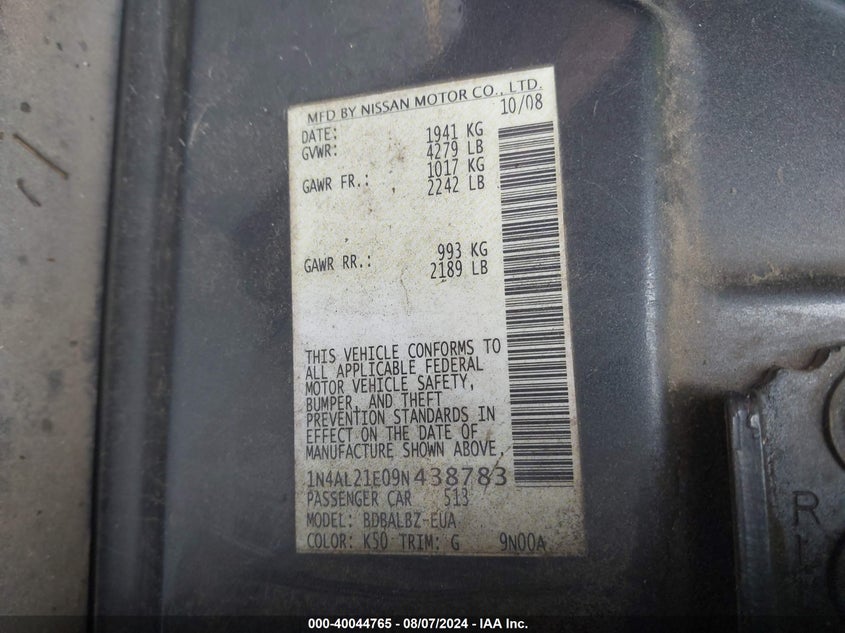 MFD BY NISSAN MOTOR CO., LTD.
DATE: 10/08
GVWR: 1941 KG
4279 LB
GAWR FR.: 1017 KG
2242 LB
GAWR RR.: 993 KG
2189 LB
THIS VEHICLE CONFORMS TO
ALL APPLICABLE FEDERAL
MOTOR VEHICLE SAFETY,
BUMPER, AND THEFT
PREVENTION STANDARDS IN
EFFECT ON THE DATE OF
MANUFACTURE SHOWN ABOVE.
1N4AL21E09N438783
PASSENGER CAR 513
MODEL: BDBALBZ-EUA
COLOR: K50 TRIM: G 9N00A
R
000-40044765 - 08/07/2024 - IAA Inc.